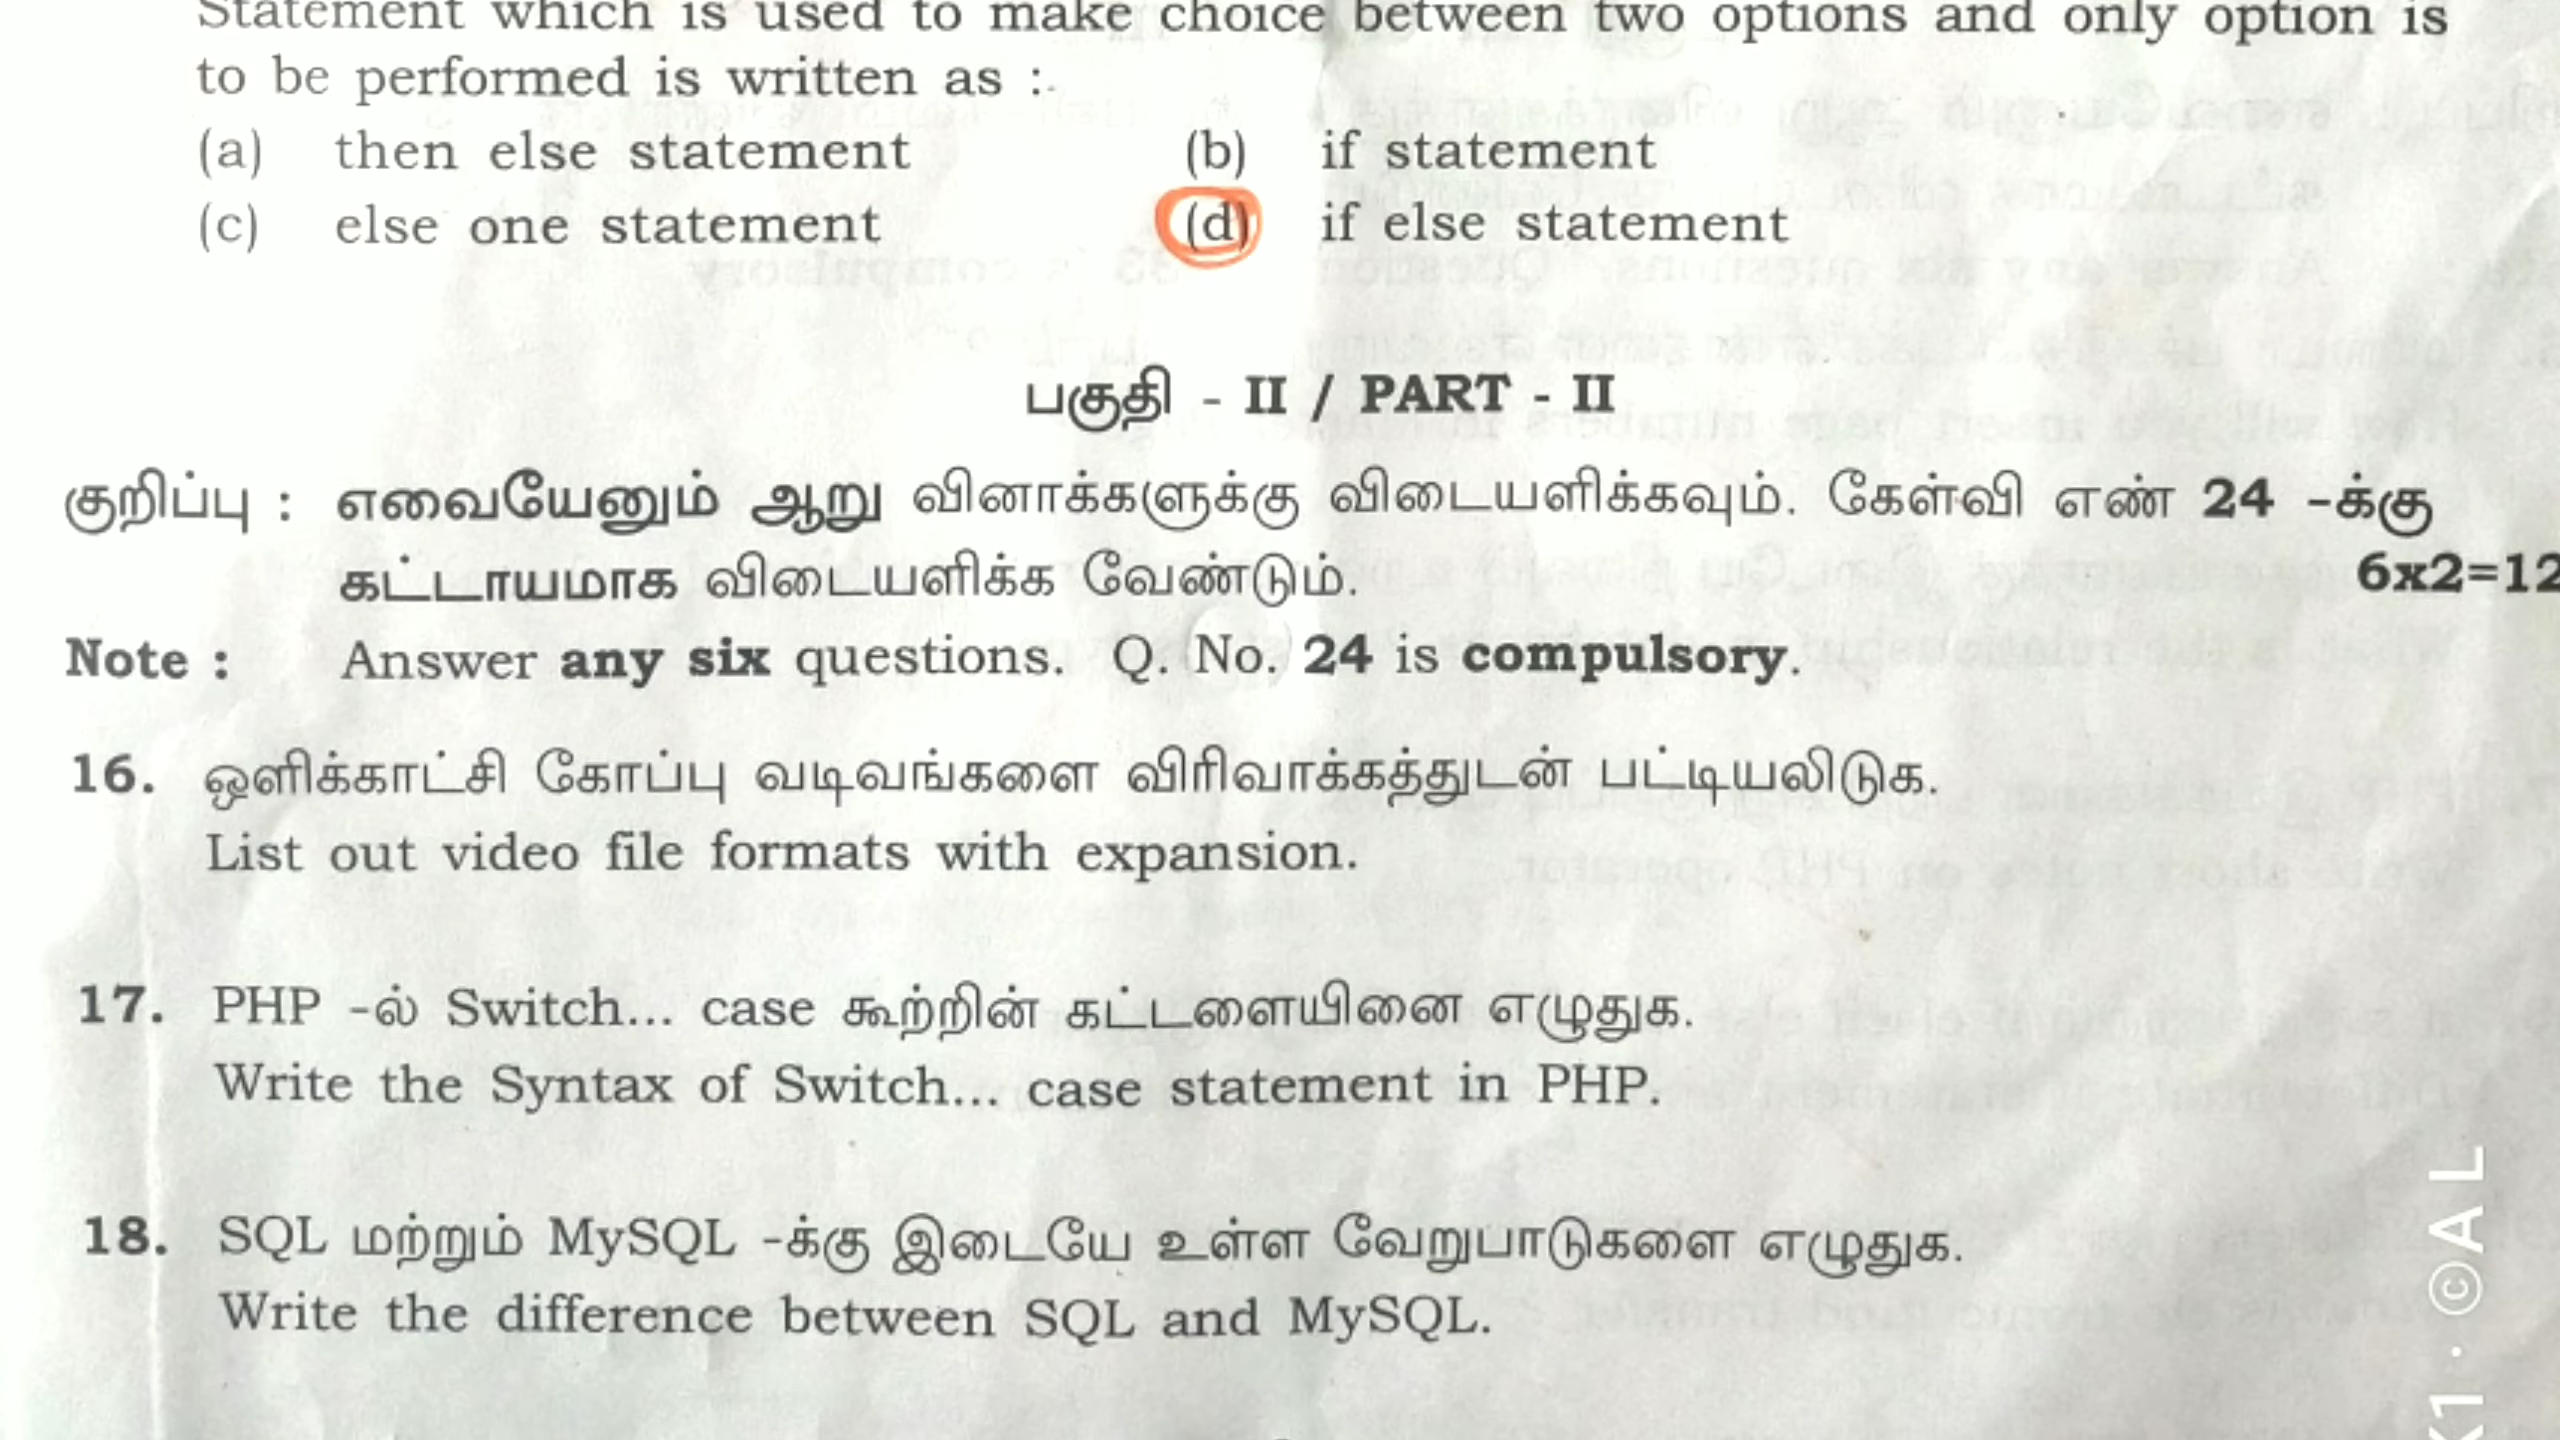 Statement which is used to make choice between two options and only option is
to be performed is written as :
(a) then else statement (b) if statement
(c) else one statement (d) if else statement
பகுதி - II / PART - II
குறிப்பு : எவையேனும் ஆறு வினாக்களுக்கு விடையளிக்கவும். கேள்வி எண் 24 -க்கு
கட்டாயமாக விடையளிக்க வேண்டும். 6x2=12
Note : Answer any six questions. Q. No. 24 is compulsory.
16. ஒளிக்காட்சி கோப்பு வடிவங்களை விரிவாக்கத்துடன் பட்டியலிடுக.
List out video file formats with expansion.
17. PHP -ல் Switch... case கூற்றின் கட்டளையினை எழுதுக.
Write the Syntax of Switch... case statement in PHP.
18. SQL மற்றும் MySQL -க்கு இடையே உள்ள வேறுபாடுகளை எழுதுக.
Write the difference between SQL and MySQL.
K1 · © A L